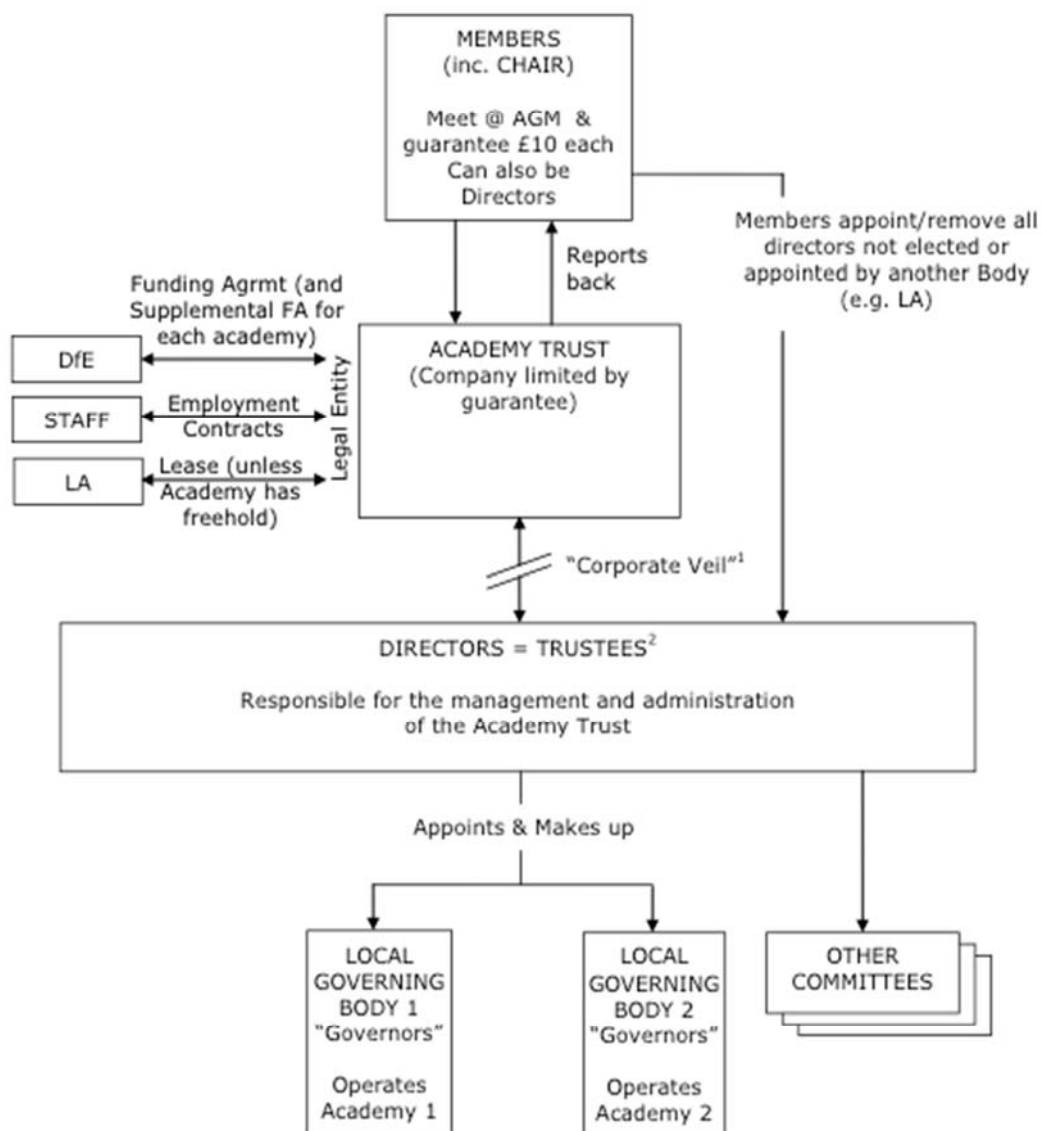 MEMBERS
(inc. CHAIR)
Meet @ AGM &
guarantee £10 each
Can also be
Directors
Reports
back
Members appoint/remove all
directors not elected or
appointed by another Body
(e.g. LA)
Funding Agrmt (and
Supplemental FA for
each academy)
DfE
STAFF
Employment
Contracts
LA
Lease (unless
Academy has
freehold)
Legal Entity
ACADEMY TRUST
(Company limited by
guarantee)
“Corporate Veil”¹
DIRECTORS = TRUSTEES²
Responsible for the management and administration
of the Academy Trust
Appoints & Makes up
LOCAL
GOVERNING
BODY 1
“Governors”
Operates
Academy 1
LOCAL
GOVERNING
BODY 2
“Governors”
Operates
Academy 2
OTHER
COMMITTEES